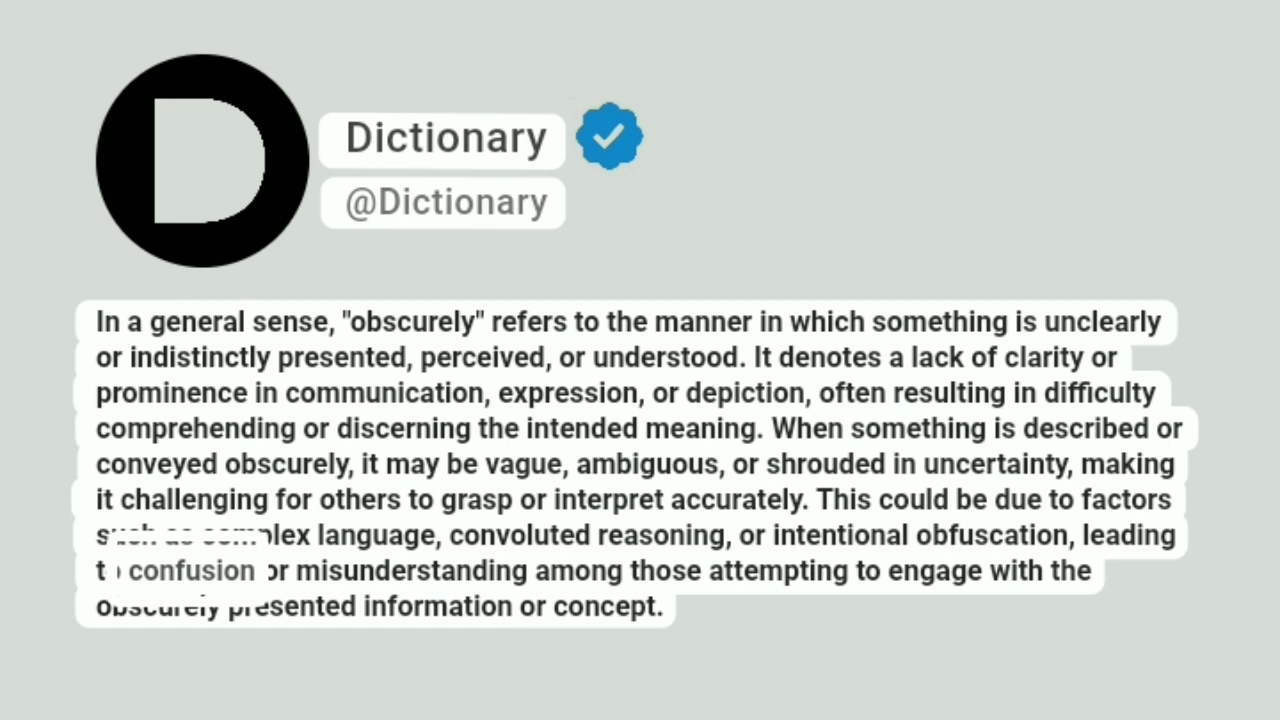 D
Dictionary
@Dictionary
In a general sense, "obscurely" refers to the manner in which something is unclearly
or indistinctly presented, perceived, or understood. It denotes a lack of clarity or
prominence in communication, expression, or depiction, often resulting in difficulty
comprehending or discerning the intended meaning. When something is described or
conveyed obscurely, it may be vague, ambiguous, or shrouded in uncertainty, making
it challenging for others to grasp or interpret accurately. This could be due to factors
such as complex language, convoluted reasoning, or intentional obfuscation, leading
to confusion or misunderstanding among those attempting to engage with the
obscurely presented information or concept.